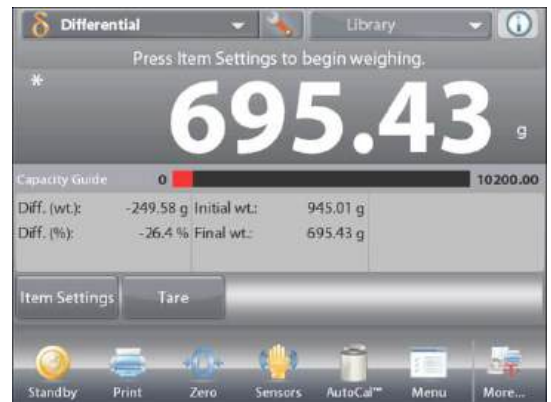 δ Differential Library
Press Item Settings to begin weighing.
* 695.43 g
Capacity Guide 0 10200.00
Diff. (wt.): -249.58 g Initial wt.: 945.01 g
Diff. (%): -26.4 % Final wt.: 695.43 g
Item Settings Tare
Standby Print Zero Sensors AutoCal™ Menu More...